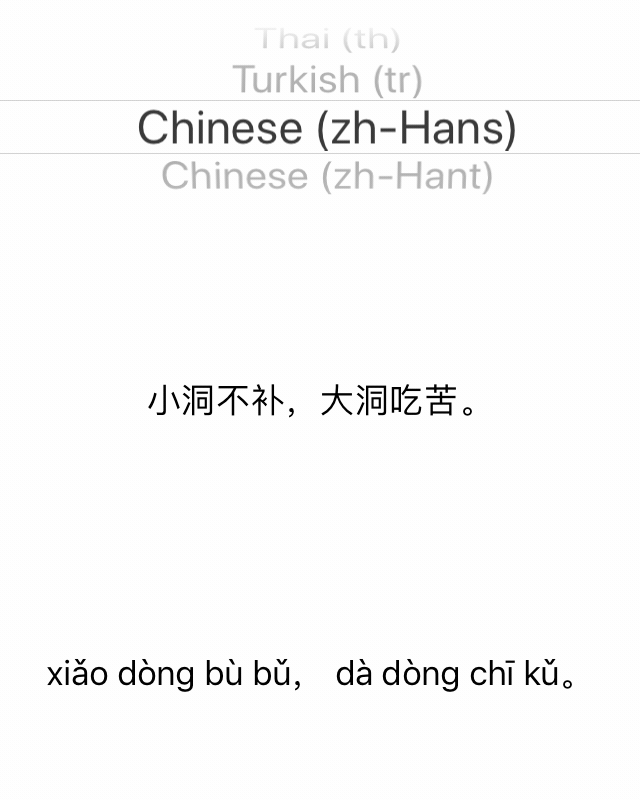 Thai (th)
Turkish (tr)
Chinese (zh-Hans)
Chinese (zh-Hant)
小洞不补，大洞吃苦。
xiǎo dòng bù bǔ， dà dòng chī kǔ。